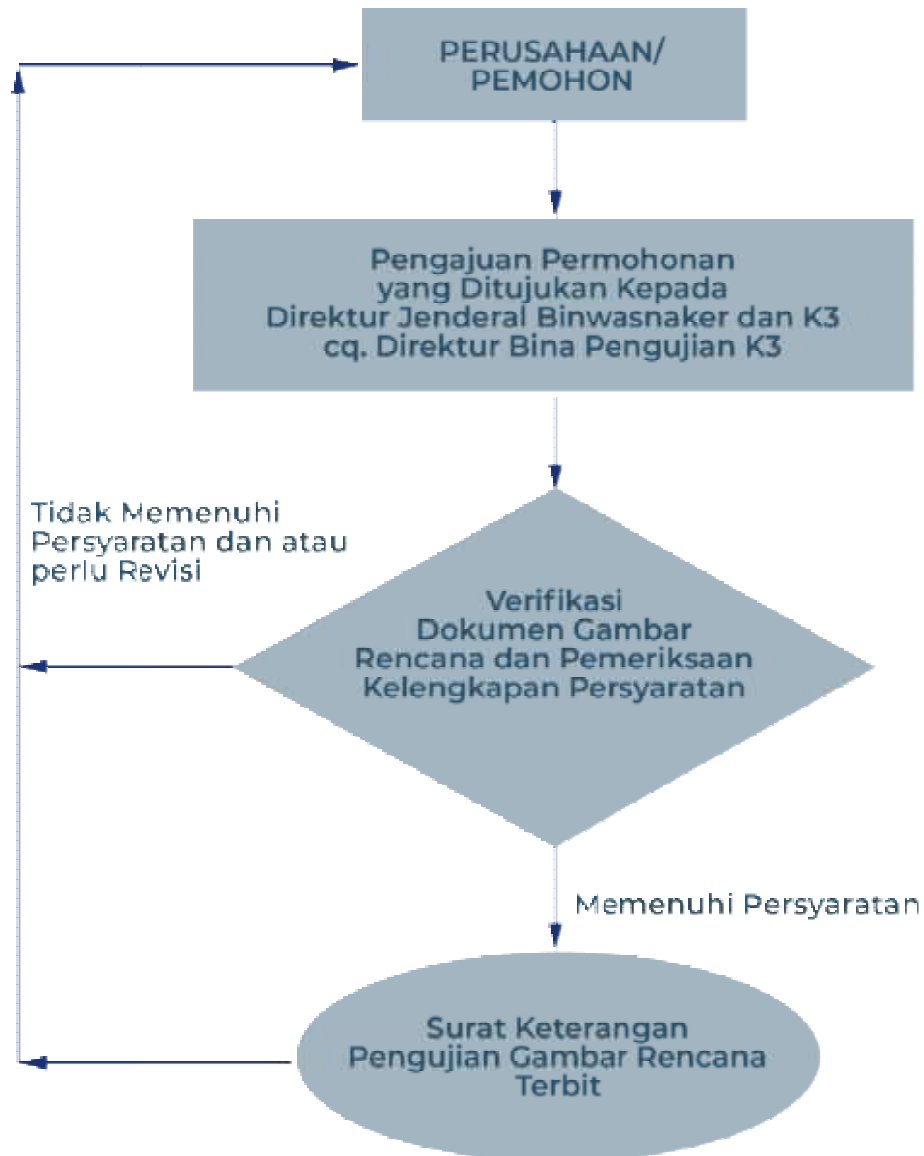 PERUSAHAAN/
PEMOHON
Pengajuan Permohonan
yang Ditujukan Kepada
Direktur Jenderal Binwasnaker dan K3
cq. Direktur Bina Pengujian K3
Tidak Memenuhi
Persyaratan dan atau
perlu Revisi
Verifikasi
Dokumen Gambar
Rencana dan Pemeriksaan
Kelengkapan Persyaratan
Memenuhi Persyaratan
Surat Keterangan
Pengujian Gambar Rencana
Terbit